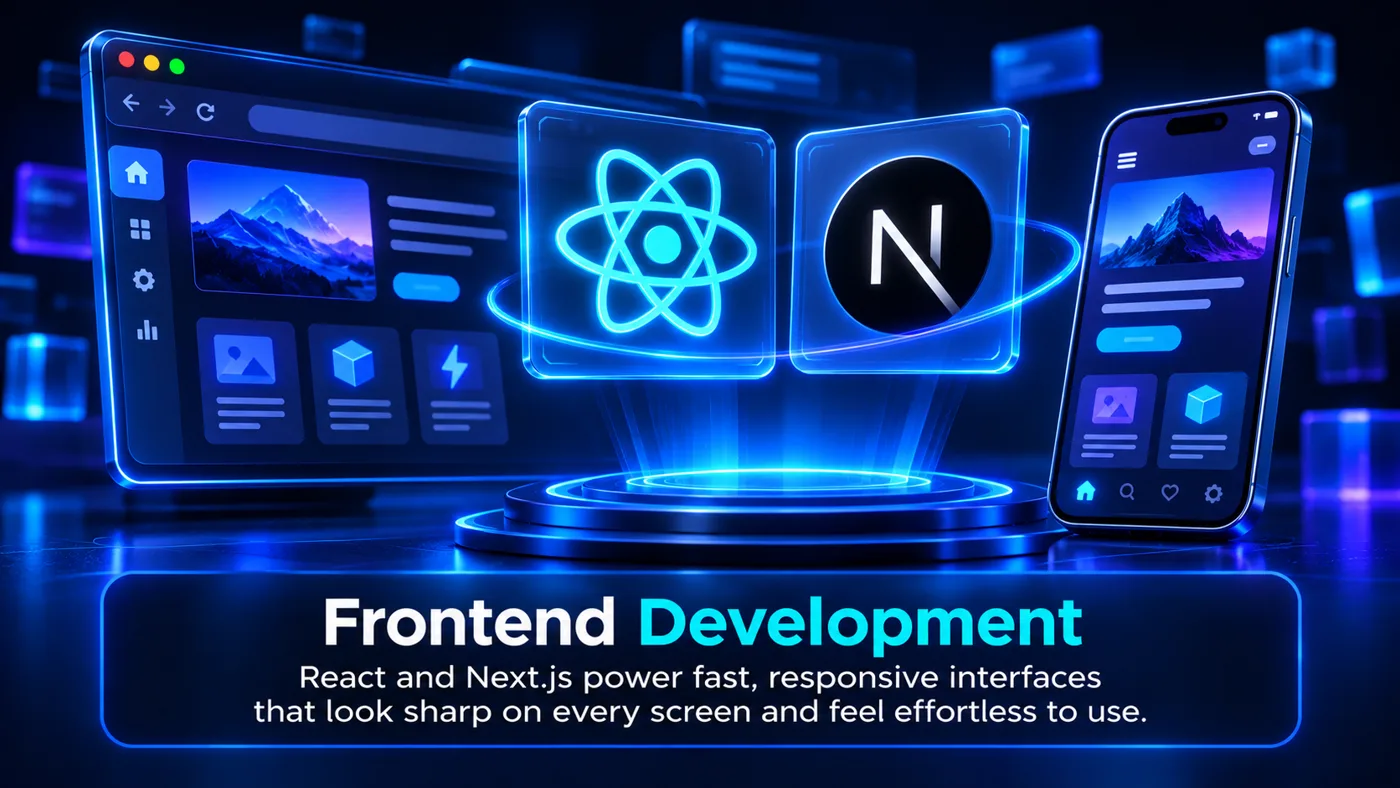 N
Frontend Development
React and Next.js power fast, responsive interfaces
that look sharp on every screen and feel effortless to use.